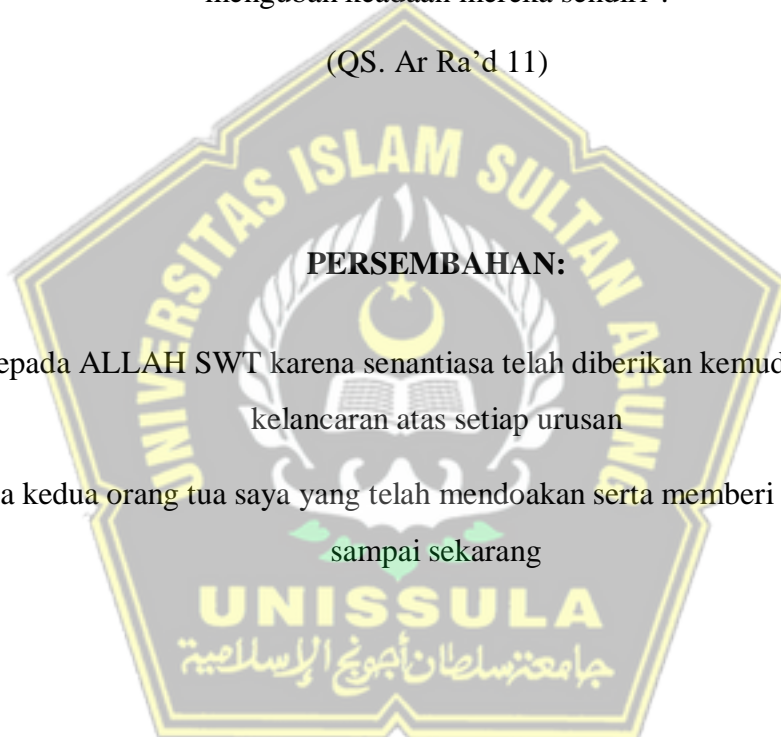 mengubah keadaan mereka sendiri".
(QS. Ar Ra’d 11)
UNIVERSITAS ISLAM SULTAN AGUNG
PERSEMBAHAN:
epada ALLAH SWT karena senantiasa telah diberikan kemud
kelancaran atas setiap urusan
a kedua orang tua saya yang telah mendoakan serta memberi
sampai sekarang
UNISSULA
جامعة سلطان أجونج الإسلامية